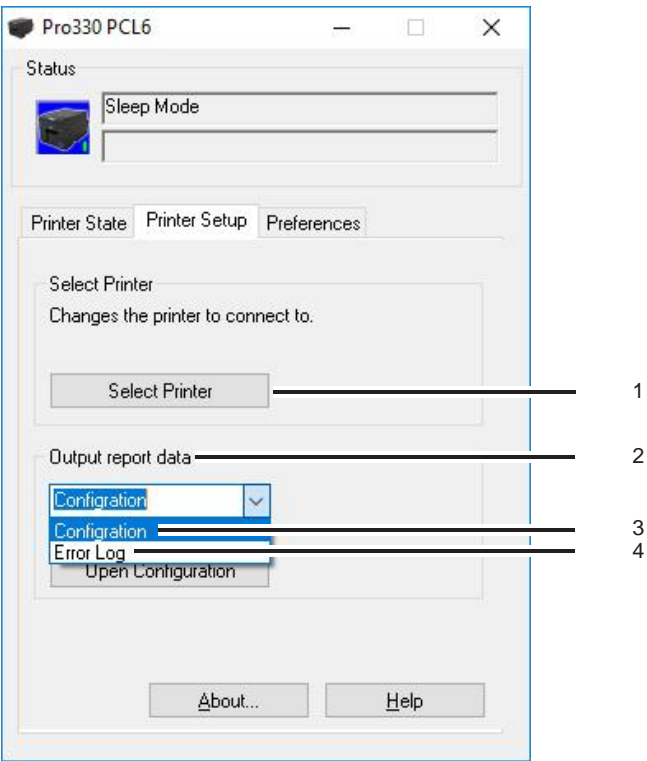 Pro330 PCL6
Status
Sleep Mode
Printer State Printer Setup Preferences
Select Printer
Changes the printer to connect to.
Select Printer 1
Output report data 2
Configration
Configration 3
Error Log 4
Open Configuration
About... Help